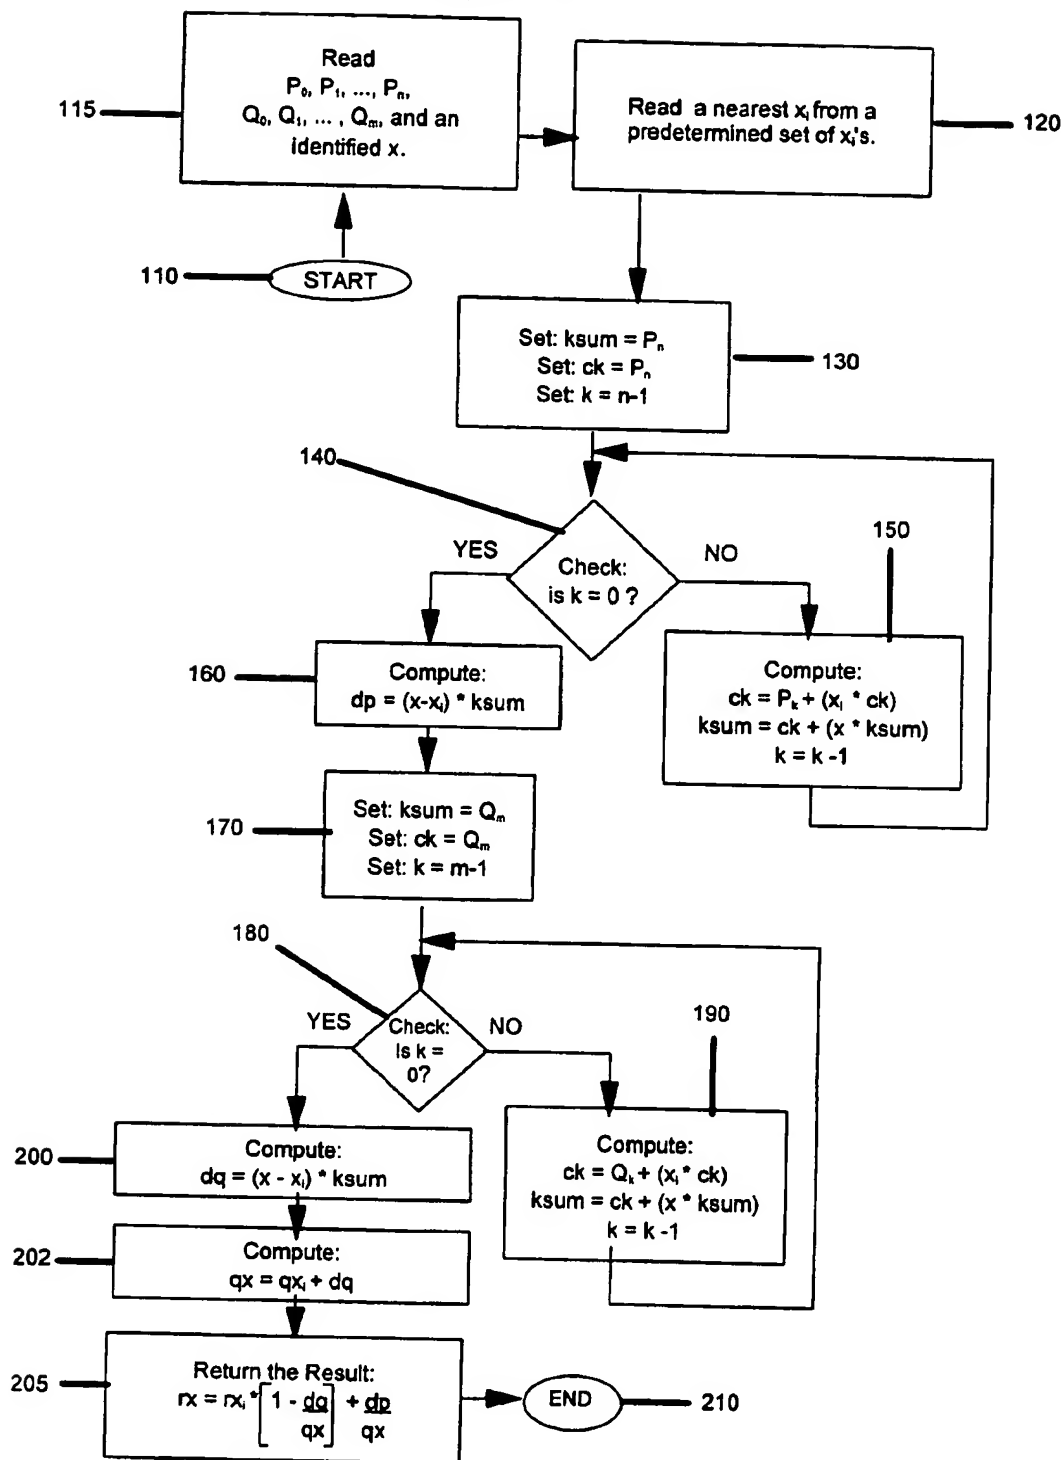 Read
P₀, P₁, ..., Pₙ,
Q₀, Q₁, ... , Qₘ, and an
identified x.
115
Read a nearest xᵢ from a
predetermined set of xᵢ's.
120
110
START
Set: ksum = Pₙ
Set: ck = Pₙ
Set: k = n-1
130
140
YES
NO
Check:
is k = 0 ?
150
Compute:
ck = Pₖ + (xᵢ * ck)
ksum = ck + (x * ksum)
k = k -1
160
Compute:
dp = (x-xᵢ) * ksum
170
Set: ksum = Qₘ
Set: ck = Qₘ
Set: k = m-1
180
YES
NO
Check:
Is k =
0?
190
Compute:
ck = Qₖ + (xᵢ * ck)
ksum = ck + (x * ksum)
k = k -1
200
Compute:
dq = (x - xᵢ) * ksum
202
Compute:
qx = qxᵢ + dq
205
Return the Result:
rx = rxᵢ * [ 1 - dq/qx ] + dp/qx
END
210